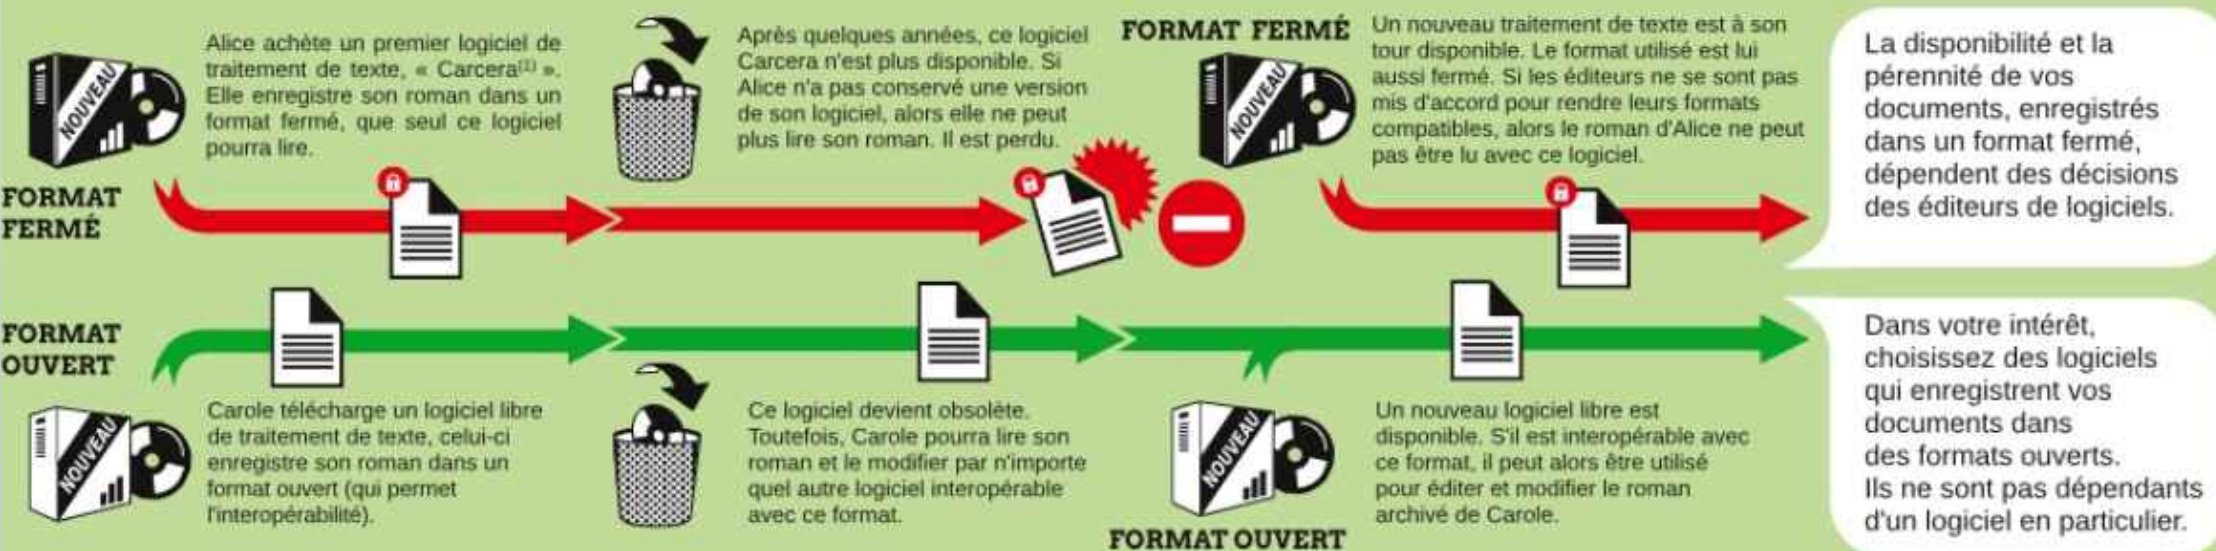 NOUVEAU
FORMAT
FERMÉ
Alice achète un premier logiciel de
traitement de texte, « Carcera(1) ».
Elle enregistre son roman dans un
format fermé, que seul ce logiciel
pourra lire.
Après quelques années, ce logiciel
Carcera n'est plus disponible. Si
Alice n'a pas conservé une version
de son logiciel, alors elle ne peut
plus lire son roman. Il est perdu.
FORMAT FERMÉ
NOUVEAU
Un nouveau traitement de texte est à son
tour disponible. Le format utilisé est lui
aussi fermé. Si les éditeurs ne se sont pas
mis d'accord pour rendre leurs formats
compatibles, alors le roman d'Alice ne peut
pas être lu avec ce logiciel.
La disponibilité et la
pérennité de vos
documents, enregistrés
dans un format fermé,
dépendent des décisions
des éditeurs de logiciels.
FORMAT
OUVERT
NOUVEAU
Carole télécharge un logiciel libre
de traitement de texte, celui-ci
enregistre son roman dans un
format ouvert (qui permet
l'interopérabilité).
Ce logiciel devient obsolète.
Toutefois, Carole pourra lire son
roman et le modifier par n'importe
quel autre logiciel interopérable
avec ce format.
NOUVEAU
FORMAT OUVERT
Un nouveau logiciel libre est
disponible. S'il est interopérable avec
ce format, il peut alors être utilisé
pour éditer et modifier le roman
archivé de Carole.
Dans votre intérêt,
choisissez des logiciels
qui enregistrent vos
documents dans
des formats ouverts.
Ils ne sont pas dépendants
d'un logiciel en particulier.